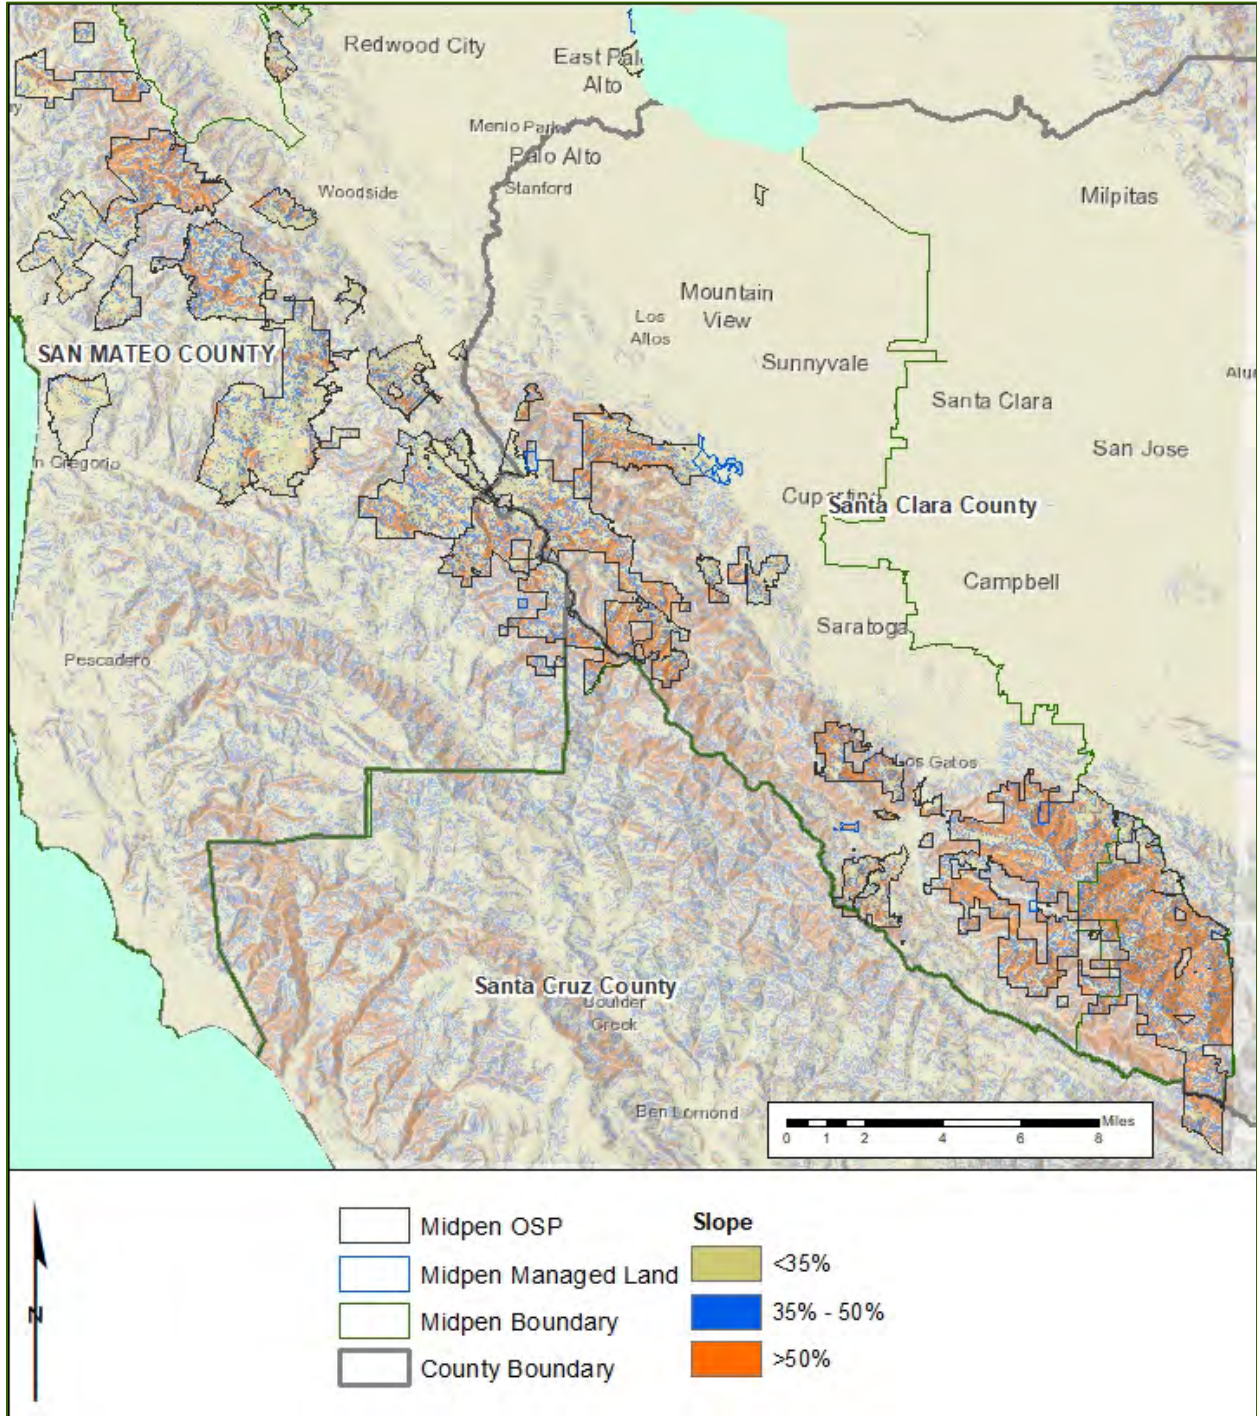 Redwood City
East Pal
Alto
Menlo Park
Palo Alto
Stanford
Woodside
Milpitas
Mountain
View
Los
Altos
SAN MATEO COUNTY
Sunnyvale
Santa Clara
San Jose
n Gregorio
Cupertino
Santa Clara County
Campbell
Saratoga
Pescadero
Los Gatos
Santa Cruz County
Boulder
Creek
Ben Lomond
Miles
0 1 2 4 6 8
N
Midpen OSP
Midpen Managed Land
Midpen Boundary
County Boundary
Slope
<35%
35% - 50%
>50%